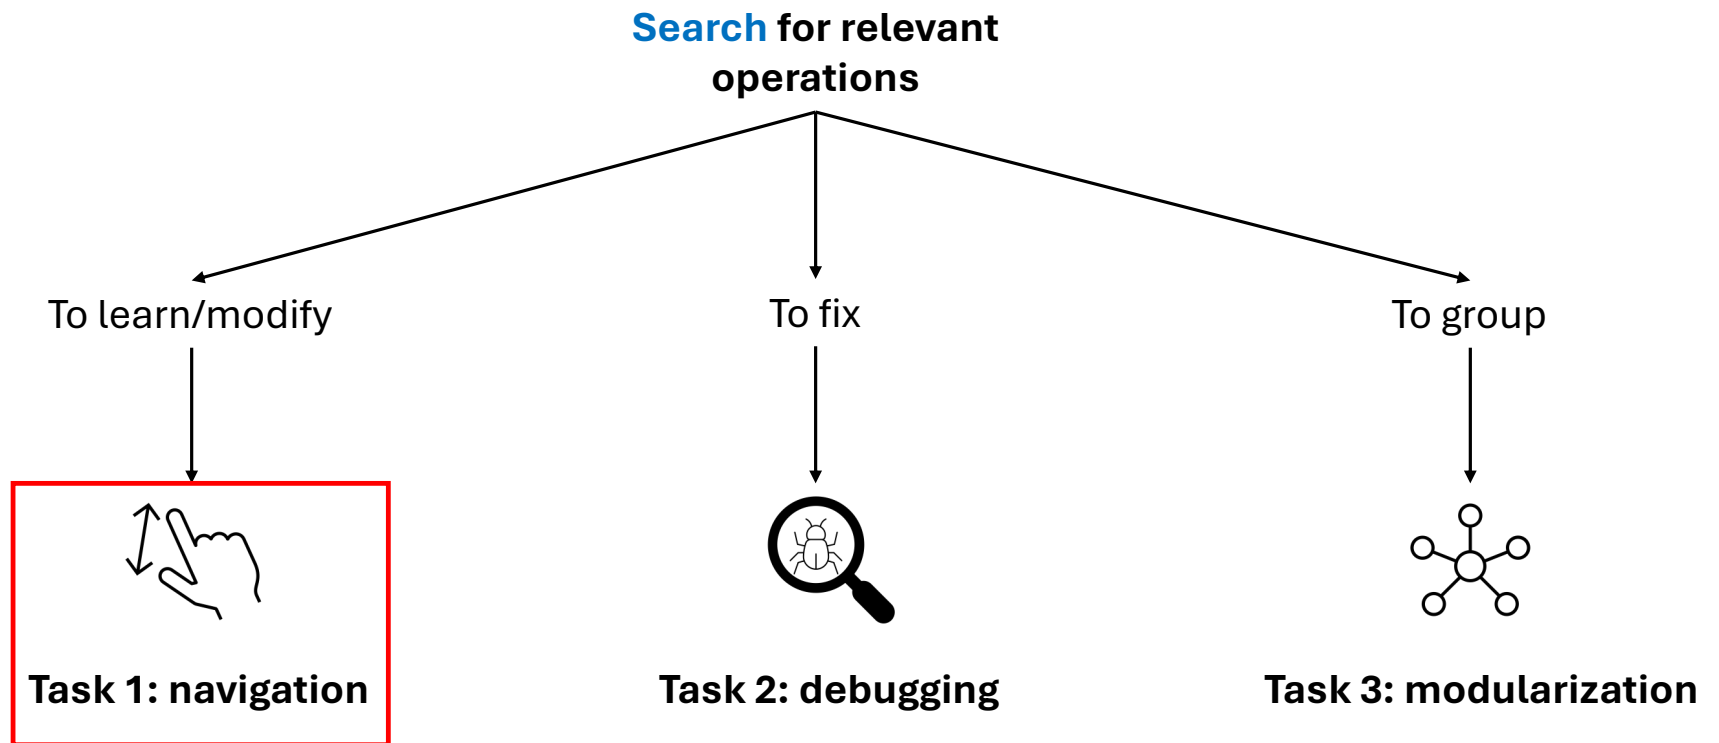 Search for relevant
operations
To learn/modify
To fix
To group
Task 1: navigation
Task 2: debugging
Task 3: modularization